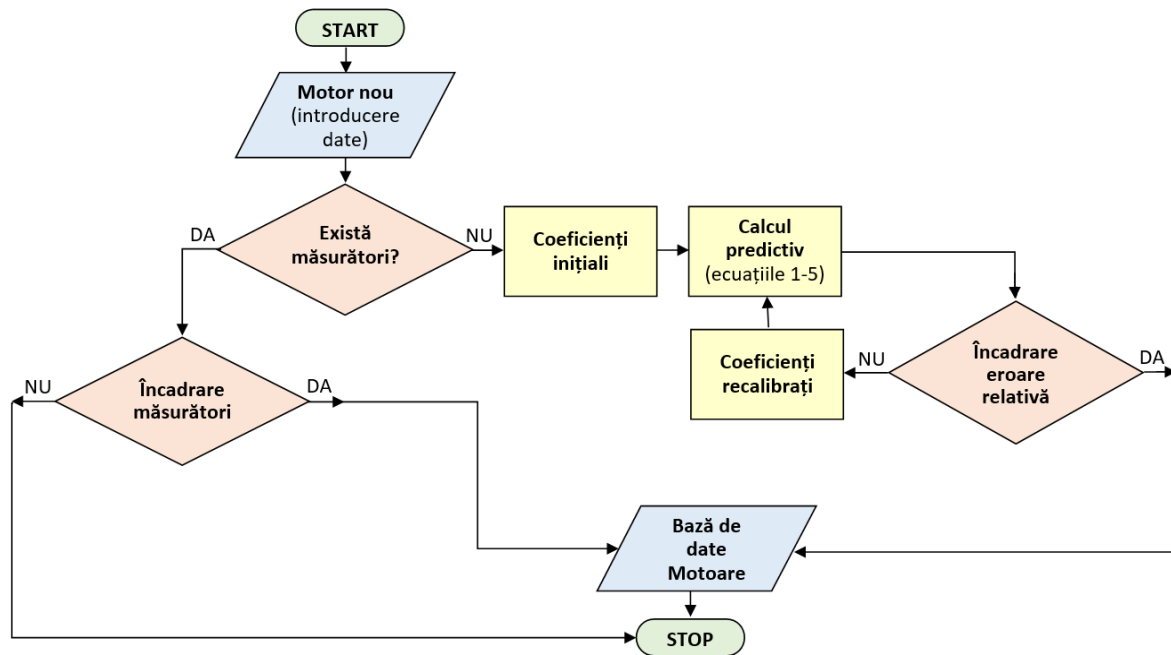 START
Motor nou
(introducere
date)
Există
măsurători?
DA
NU
Coeficienți
inițiali
Calcul
predictiv
(ecuațiile 1-5)
Coeficienți
recalibrați
NU
Încadrare
eroare
relativă
DA
NU
Încadrare
măsurători
DA
Bază de
date
Motoare
STOP